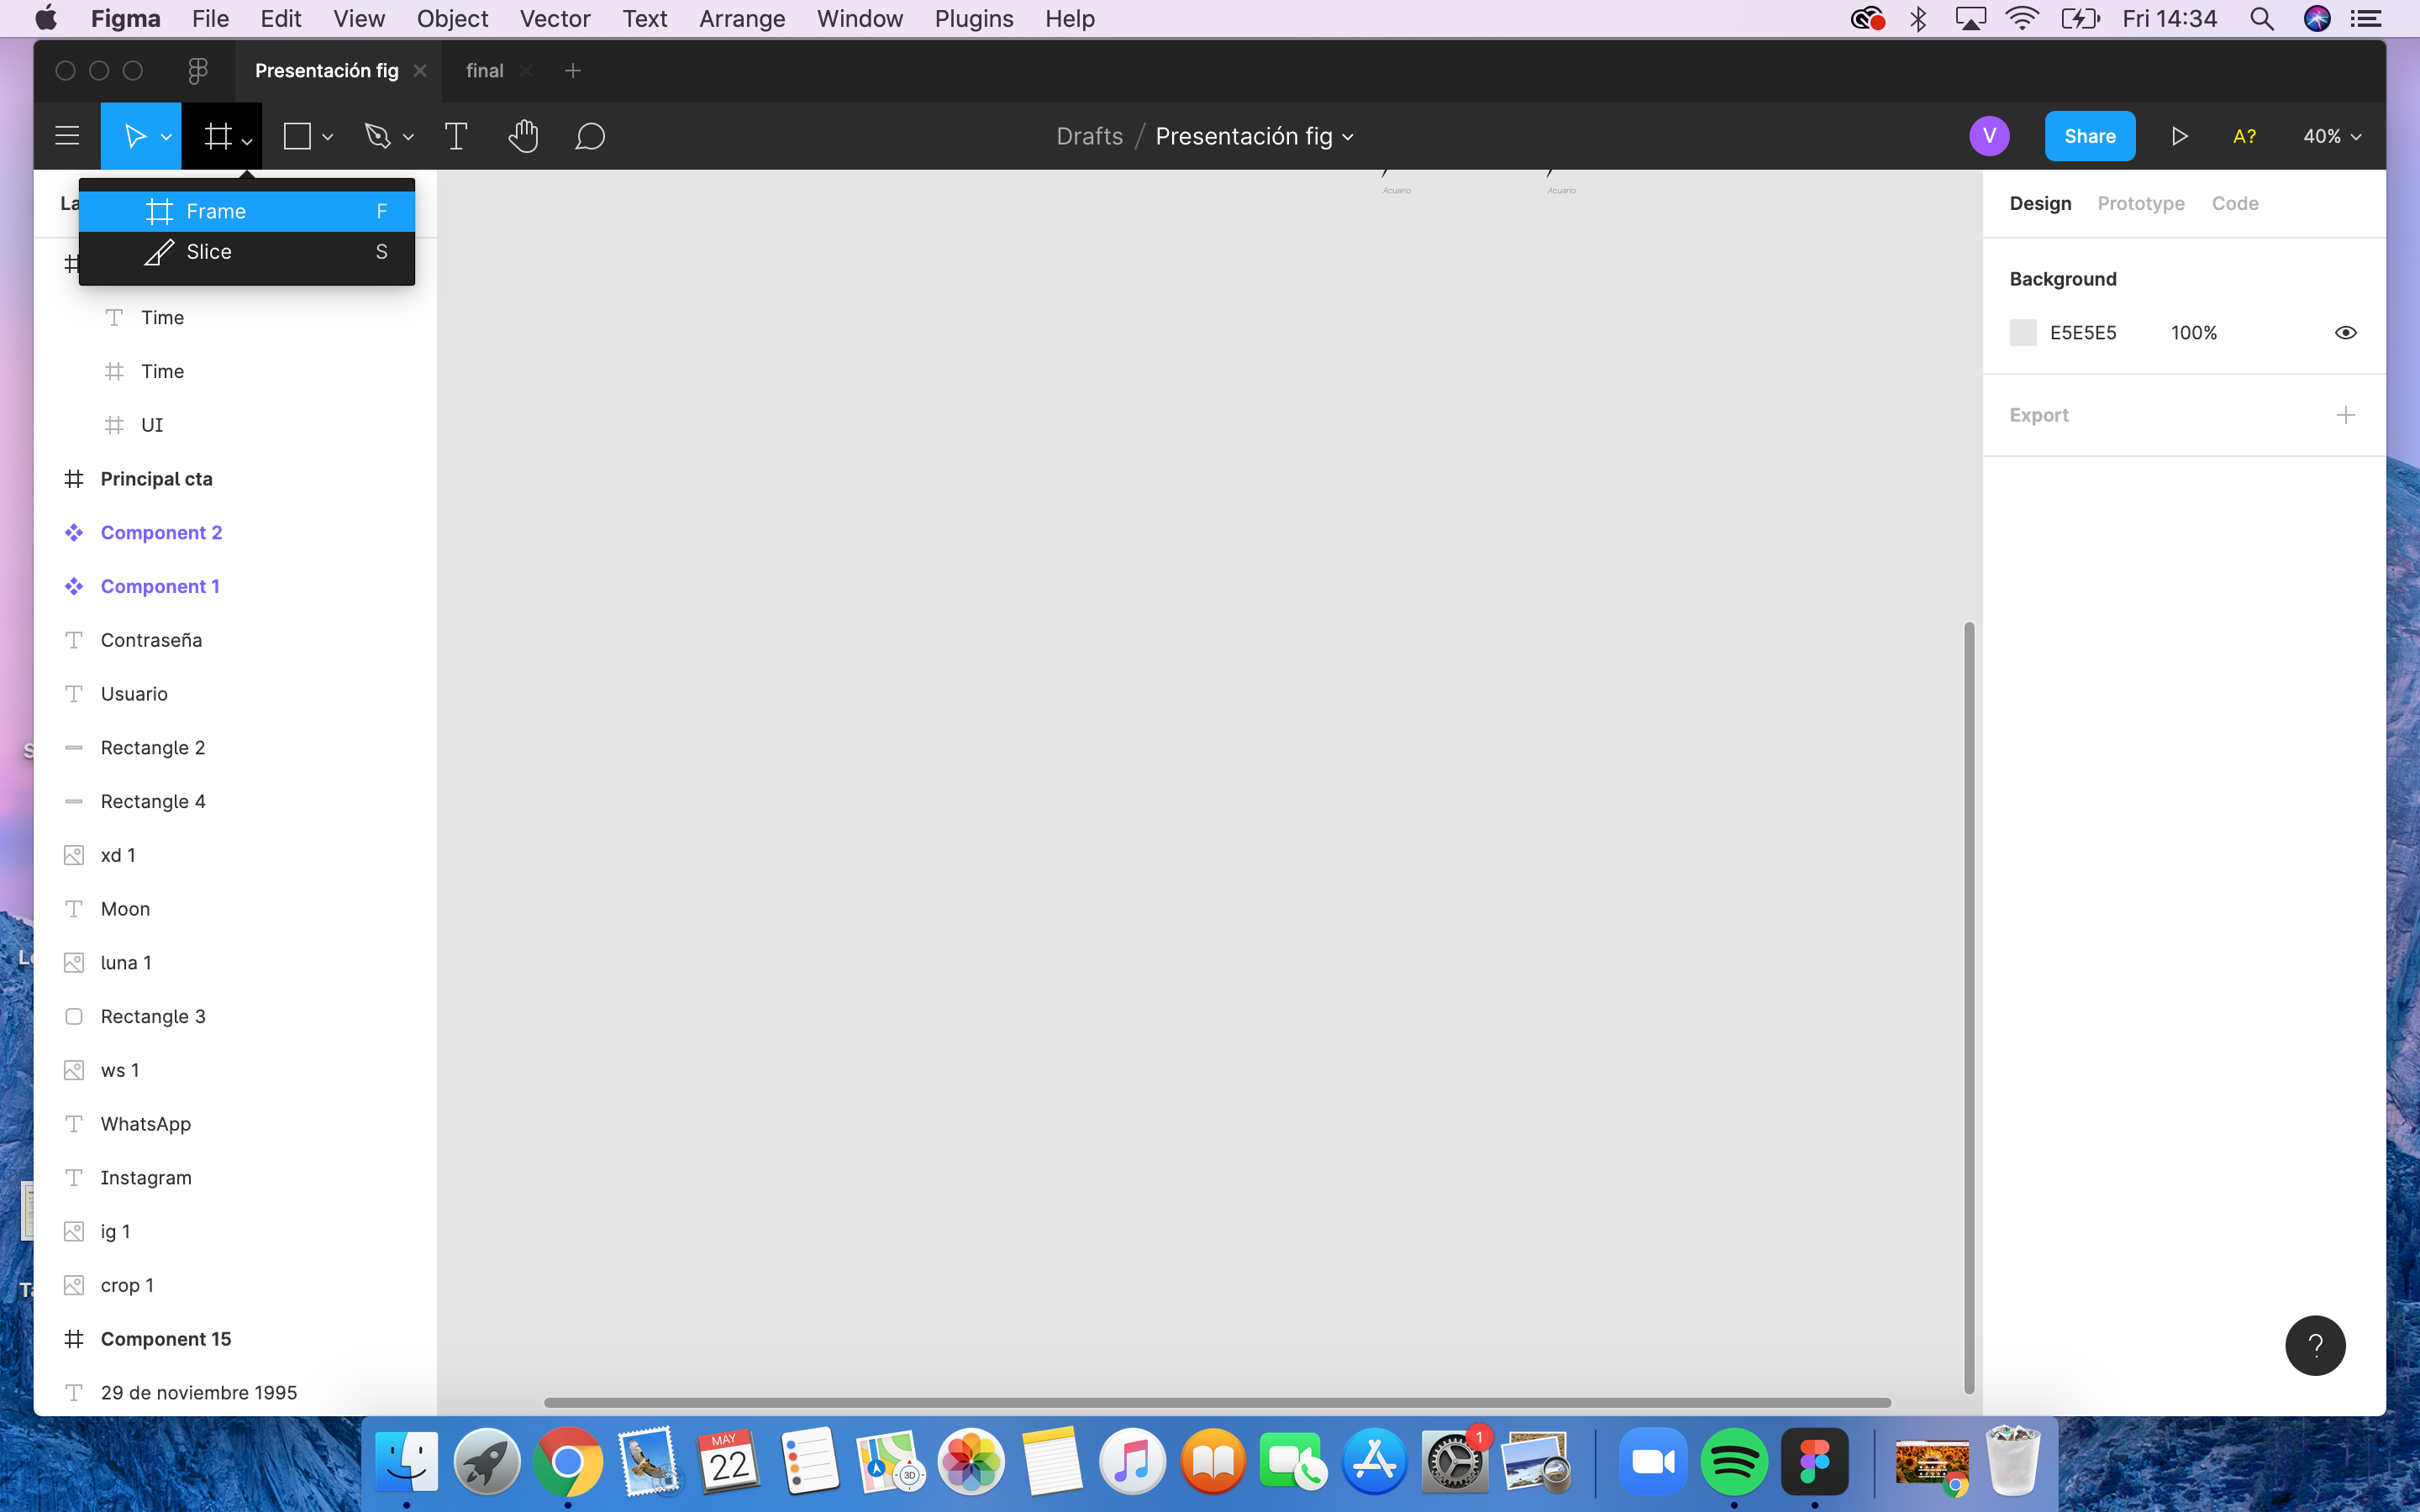 Figma File Edit View Object Vector Text Arrange Window Plugins Help Fri 14:34
Presentación fig final
Drafts / Presentación fig V Share A? 40%
La
Frame F
Slice S
Acuario Acuario
Design Prototype Code
Background
E5E5E5 100%
Export
Time
Time
UI
Principal cta
Component 2
Component 1
Contraseña
Usuario
Rectangle 2
Rectangle 4
xd 1
Moon
luna 1
Rectangle 3
ws 1
WhatsApp
Instagram
ig 1
crop 1
Component 15
29 de noviembre 1995
?
MAY
22
3D
1